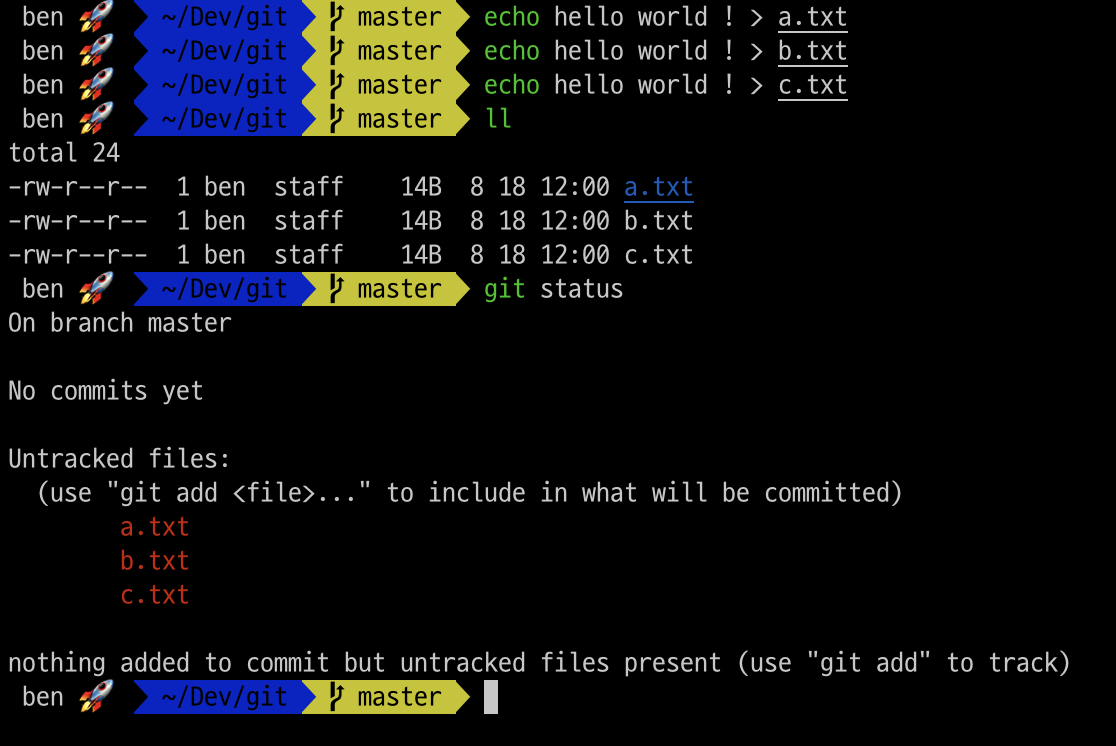 ben 🚀 ~/Dev/git master echo hello world ! > a.txt
ben 🚀 ~/Dev/git master echo hello world ! > b.txt
ben 🚀 ~/Dev/git master echo hello world ! > c.txt
ben 🚀 ~/Dev/git master ll
total 24
-rw-r--r-- 1 ben staff 14B 8 18 12:00 a.txt
-rw-r--r-- 1 ben staff 14B 8 18 12:00 b.txt
-rw-r--r-- 1 ben staff 14B 8 18 12:00 c.txt
ben 🚀 ~/Dev/git master git status
On branch master
No commits yet
Untracked files:
(use "git add <file>..." to include in what will be committed)
a.txt
b.txt
c.txt
nothing added to commit but untracked files present (use "git add" to track)
ben 🚀 ~/Dev/git master